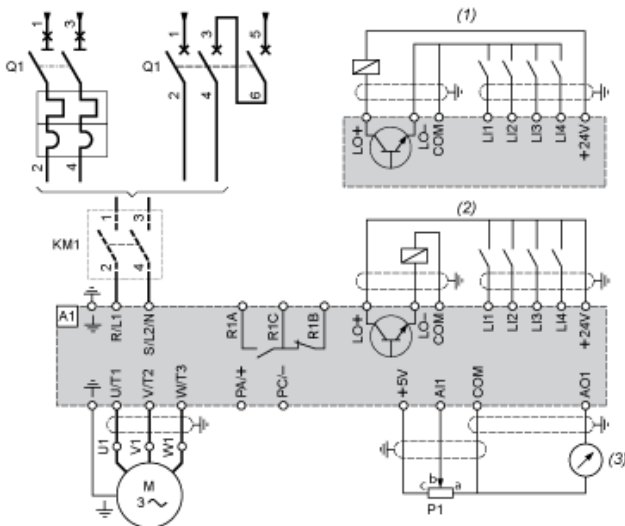 (1)
1 3 1 3 5
Q1 Q1
2 4 2 4 6
LO+ LO- COM LI1 LI2 LI3 LI4 +24V
1 3
KM1
2 4
(2)
A1
R/L1 S/L2/N R1A R1C R1B LO+ LO- COM LI1 LI2 LI3 LI4 +24V
U/T1 V/T2 W/T3 PA/+ PC/- +5V AI1 COM AO1
U1 V1 W1
M
3
c b a
P1
(3)